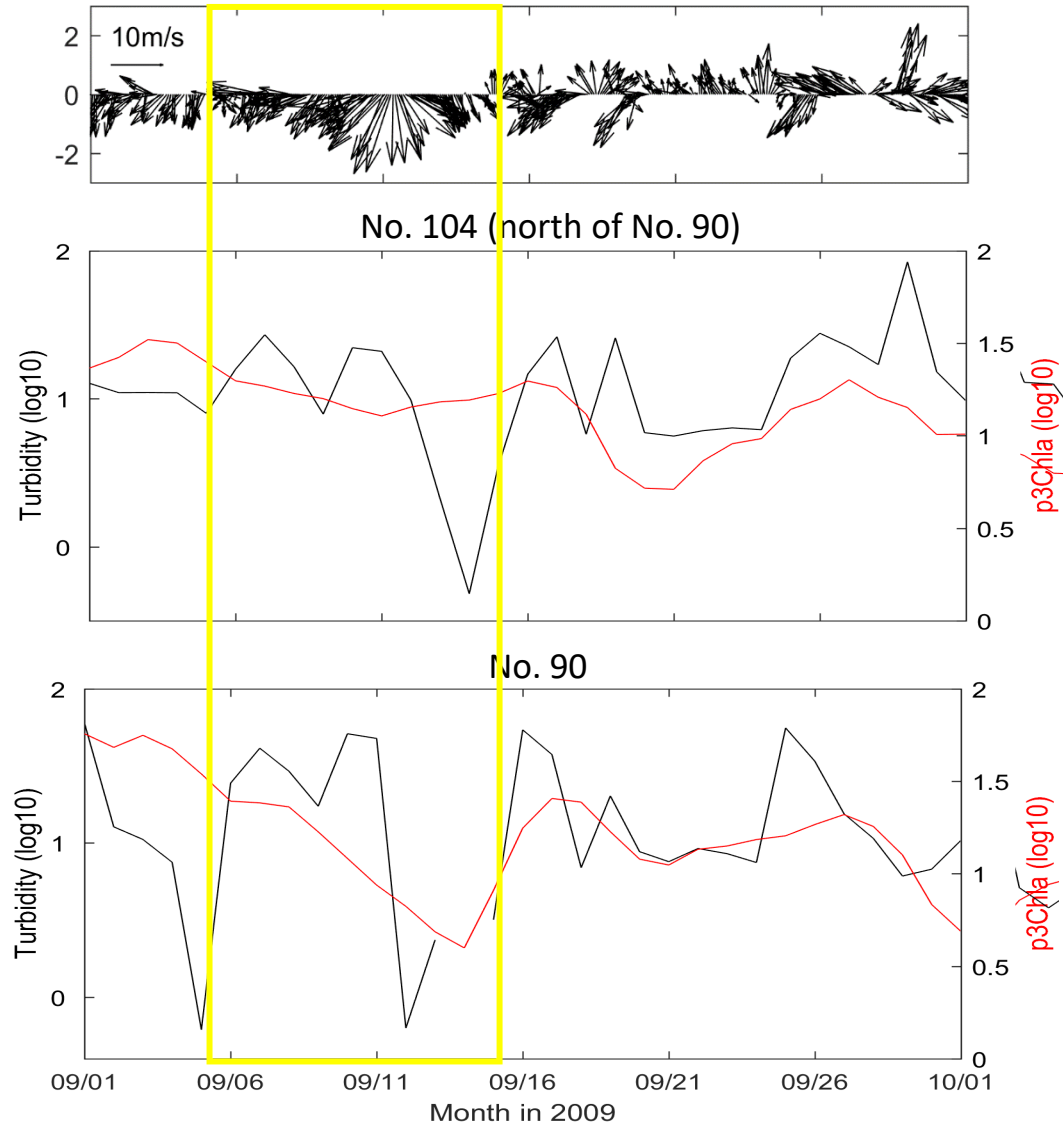 2
10m/s
0
-2
No. 104 (north of No. 90)
2
2
1.5
1
1
0.5
0
0
Turbidity (log10)
p3Chla (log10)
No. 90
2
2
1.5
1
1
0.5
0
0
Turbidity (log10)
p3Chla (log10)
09/01 09/06 09/11 09/16 09/21 09/26 10/01
Month in 2009